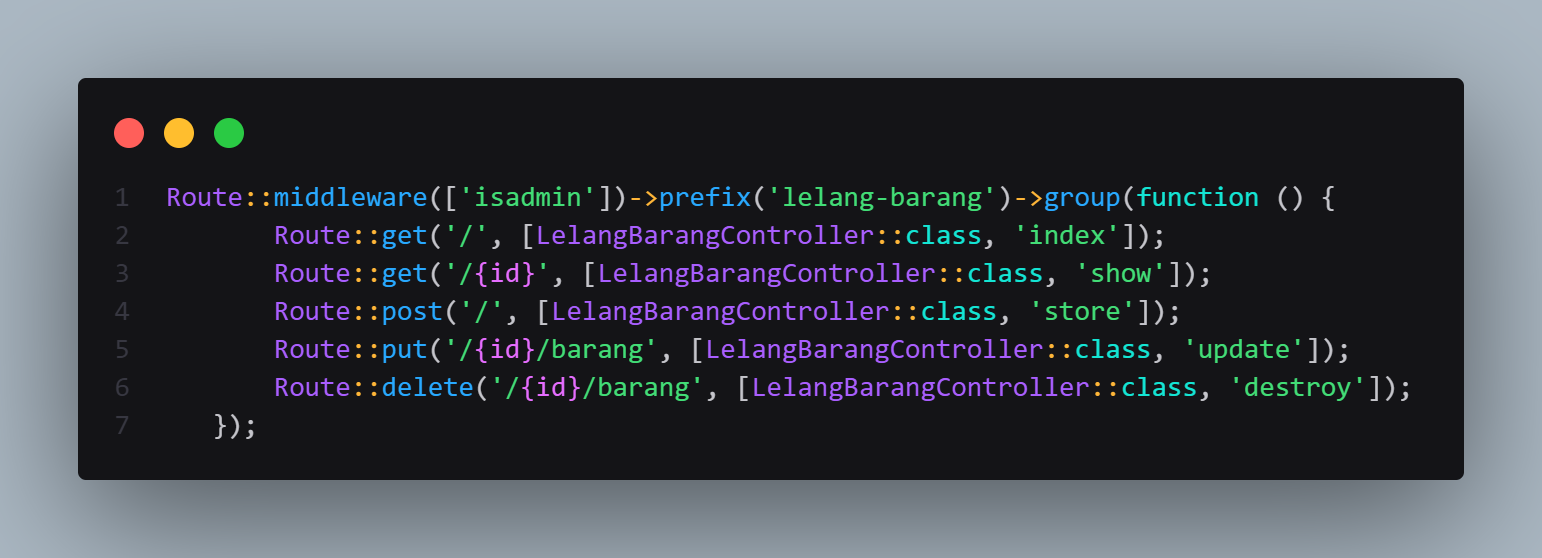 1 Route::middleware(['isadmin'])->prefix('lelang-barang')->group(function () {
2 Route::get('/', [LelangBarangController::class, 'index']);
3 Route::get('/{id}', [LelangBarangController::class, 'show']);
4 Route::post('/', [LelangBarangController::class, 'store']);
5 Route::put('/{id}/barang', [LelangBarangController::class, 'update']);
6 Route::delete('/{id}/barang', [LelangBarangController::class, 'destroy']);
7 });